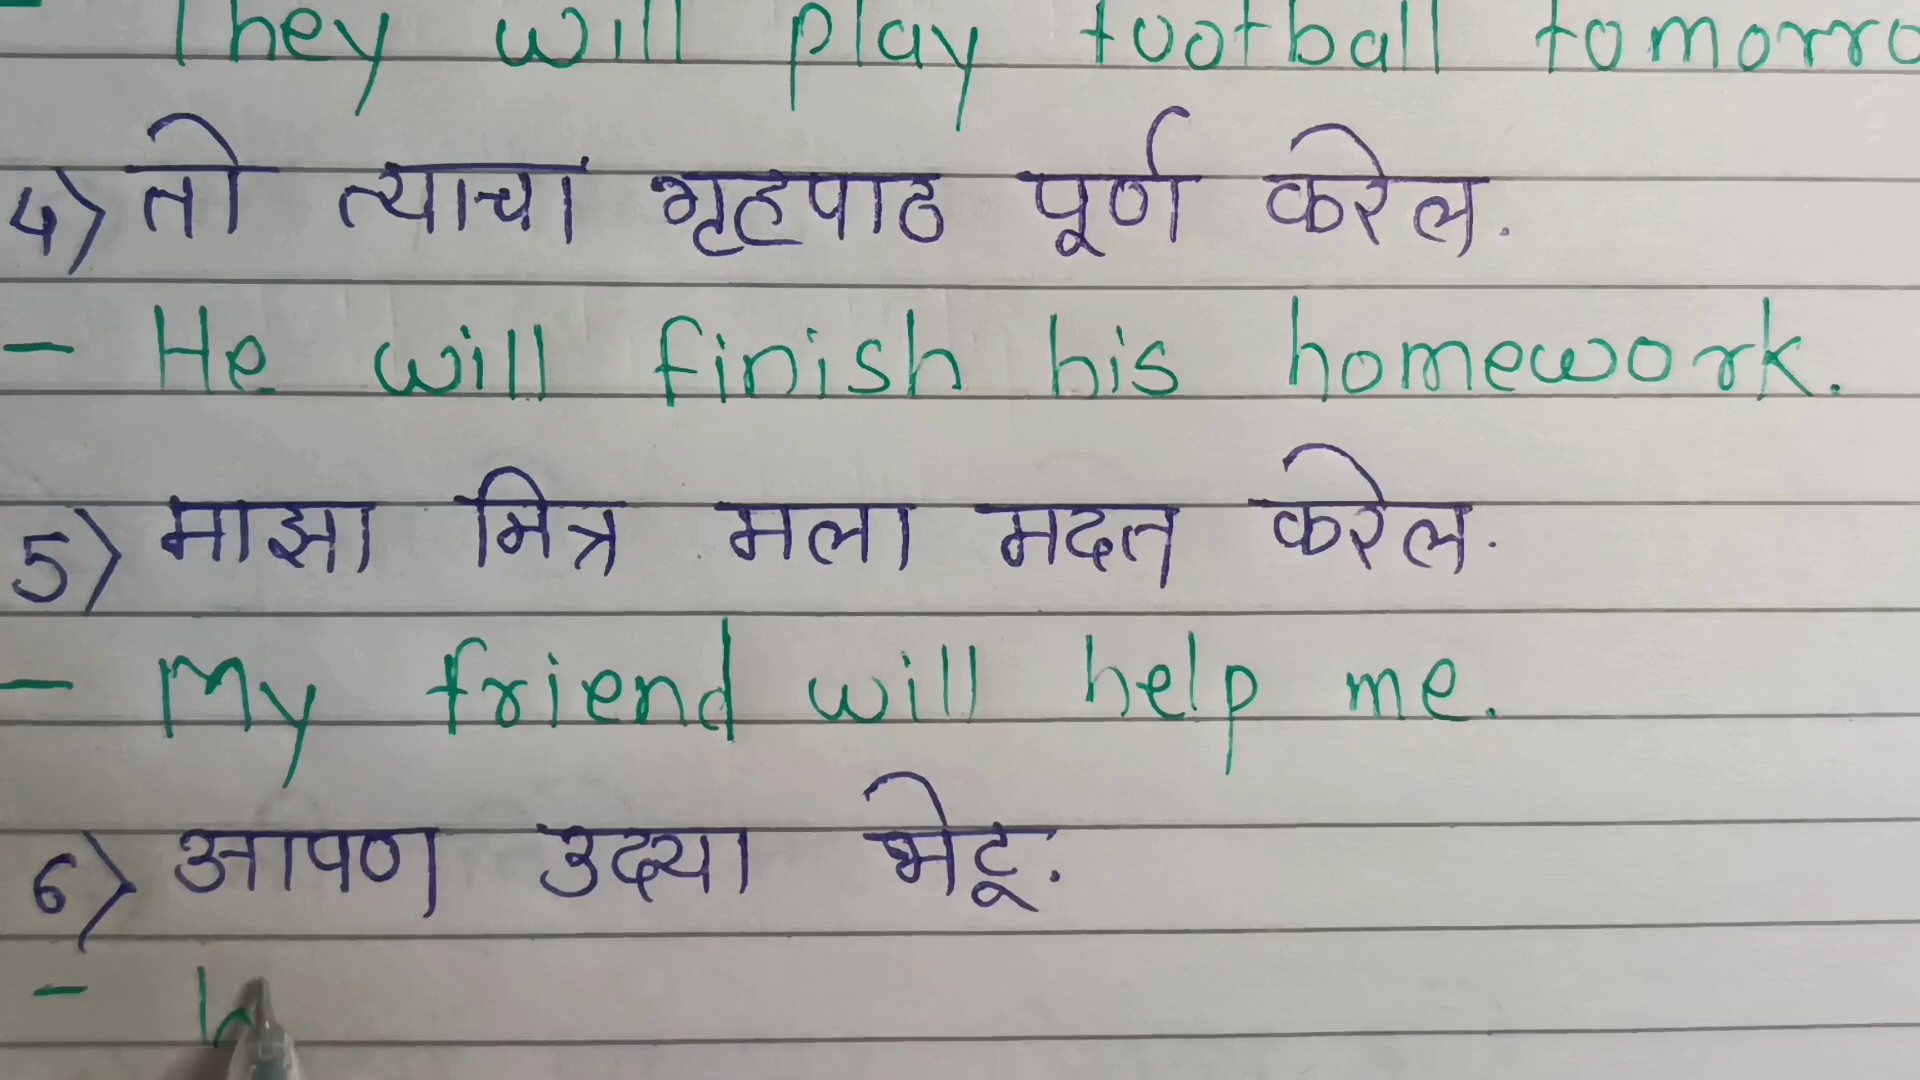 - They will play football tomorro
4) तो त्याचा गृहपाठ पूर्ण करेल.
- He will finish his homework.
5) माझा मित्र मला मदत करेल.
- My friend will help me.
6) आपण उद्या भेटू.
-